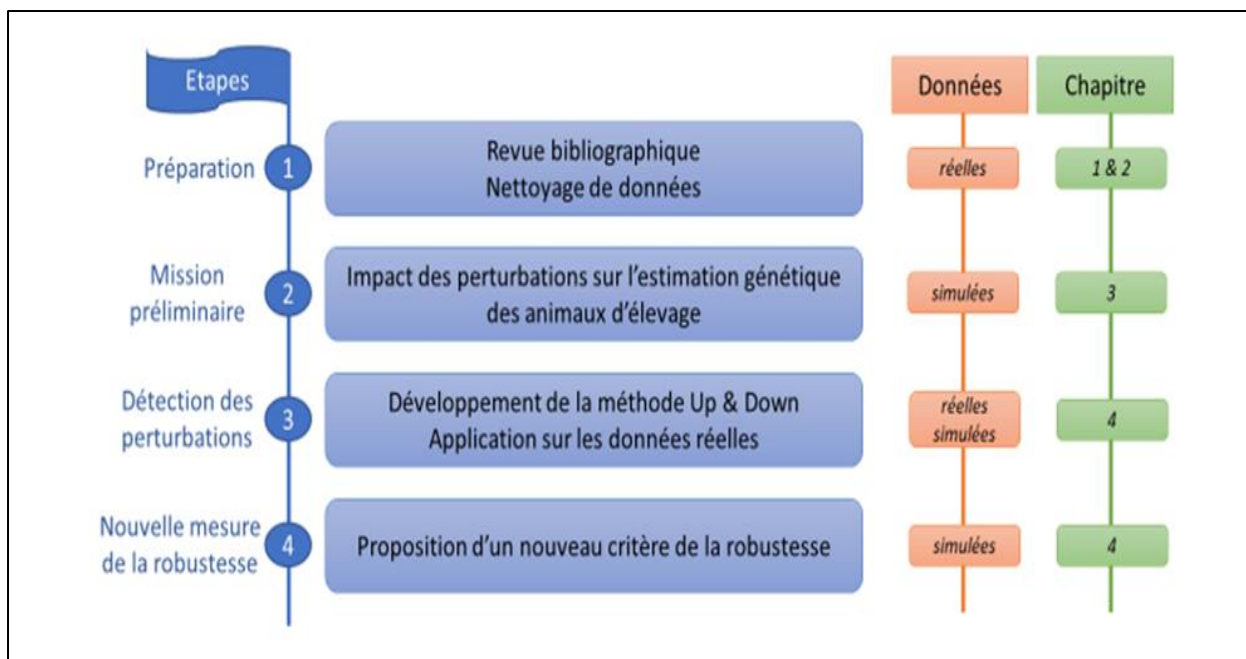 Etapes
Données
Chapitre
Préparation
1
Revue bibliographique
Nettoyage de données
réelles
1 & 2
Mission
préliminaire
2
Impact des perturbations sur l’estimation génétique
des animaux d’élevage
simulées
3
Détection des
perturbations
3
Développement de la méthode Up & Down
Application sur les données réelles
réelles
simulées
4
Nouvelle mesure
de la robustesse
4
Proposition d’un nouveau critère de la robustesse
simulées
4